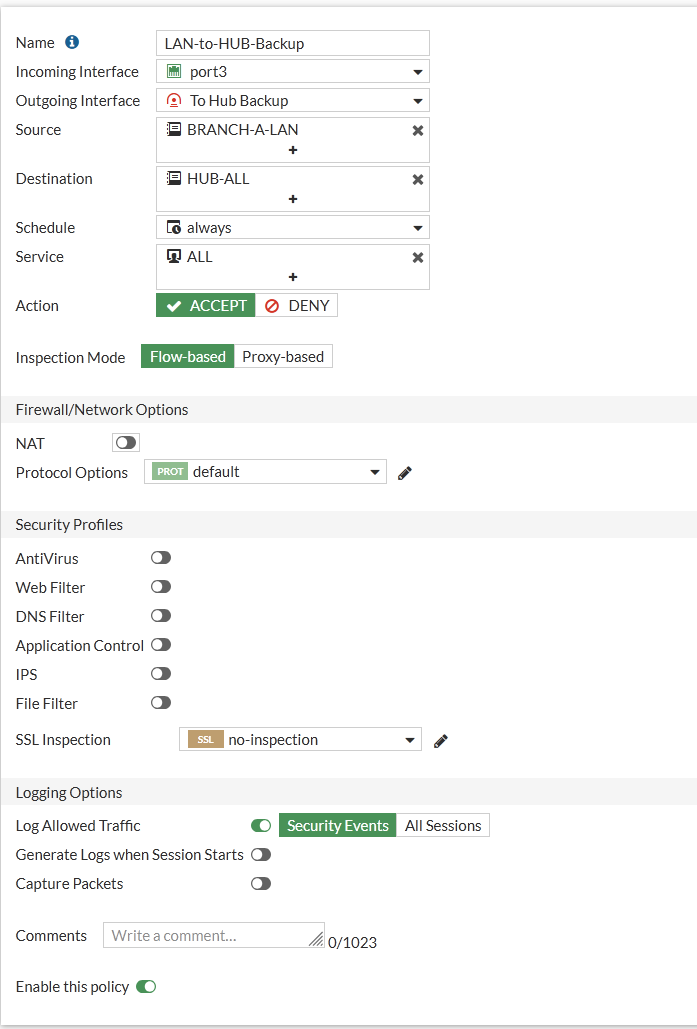 Name
LAN-to-HUB-Backup
Incoming Interface
port3
Outgoing Interface
To Hub Backup
Source
BRANCH-A-LAN
+
Destination
HUB-ALL
+
Schedule
always
Service
ALL
+
Action
ACCEPT DENY
Inspection Mode
Flow-based Proxy-based
Firewall/Network Options
NAT
Protocol Options
PROT default
Security Profiles
AntiVirus
Web Filter
DNS Filter
Application Control
IPS
File Filter
SSL Inspection
SSL no-inspection
Logging Options
Log Allowed Traffic
Security Events All Sessions
Generate Logs when Session Starts
Capture Packets
Comments
Write a comment...
0/1023
Enable this policy